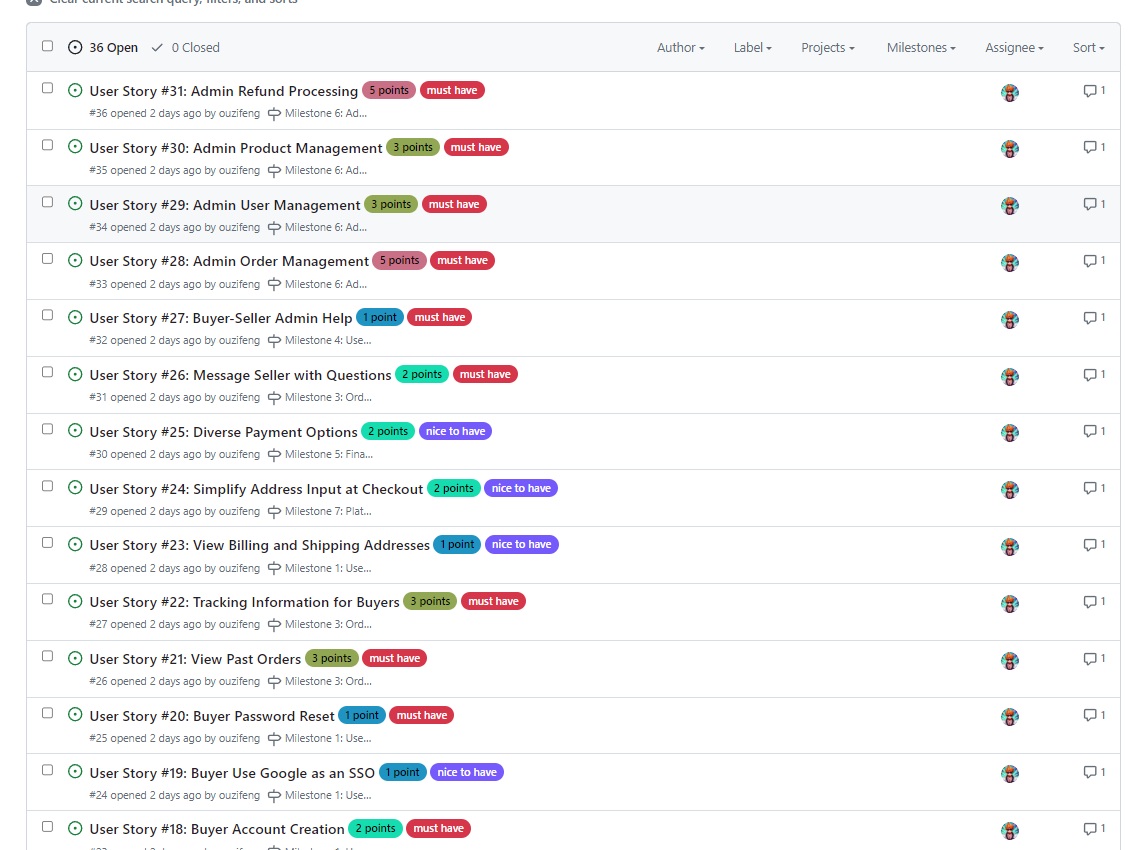 Clear current search query, filters, and sorts
36 Open 0 Closed Author Label Projects Milestones Assignee Sort
User Story #31: Admin Refund Processing 5 points must have 1
#36 opened 2 days ago by ouzifeng Milestone 6: Ad...
User Story #30: Admin Product Management 3 points must have 1
#35 opened 2 days ago by ouzifeng Milestone 6: Ad...
User Story #29: Admin User Management 3 points must have 1
#34 opened 2 days ago by ouzifeng Milestone 6: Ad...
User Story #28: Admin Order Management 5 points must have 1
#33 opened 2 days ago by ouzifeng Milestone 6: Ad...
User Story #27: Buyer-Seller Admin Help 1 point must have 1
#32 opened 2 days ago by ouzifeng Milestone 4: Use...
User Story #26: Message Seller with Questions 2 points must have 1
#31 opened 2 days ago by ouzifeng Milestone 3: Ord...
User Story #25: Diverse Payment Options 2 points nice to have 1
#30 opened 2 days ago by ouzifeng Milestone 5: Fina...
User Story #24: Simplify Address Input at Checkout 2 points nice to have 1
#29 opened 2 days ago by ouzifeng Milestone 7: Plat...
User Story #23: View Billing and Shipping Addresses 1 point nice to have 1
#28 opened 2 days ago by ouzifeng Milestone 1: Use...
User Story #22: Tracking Information for Buyers 3 points must have 1
#27 opened 2 days ago by ouzifeng Milestone 3: Ord...
User Story #21: View Past Orders 3 points must have 1
#26 opened 2 days ago by ouzifeng Milestone 3: Ord...
User Story #20: Buyer Password Reset 1 point must have 1
#25 opened 2 days ago by ouzifeng Milestone 1: Use...
User Story #19: Buyer Use Google as an SSO 1 point nice to have 1
#24 opened 2 days ago by ouzifeng Milestone 1: Use...
User Story #18: Buyer Account Creation 2 points must have 1